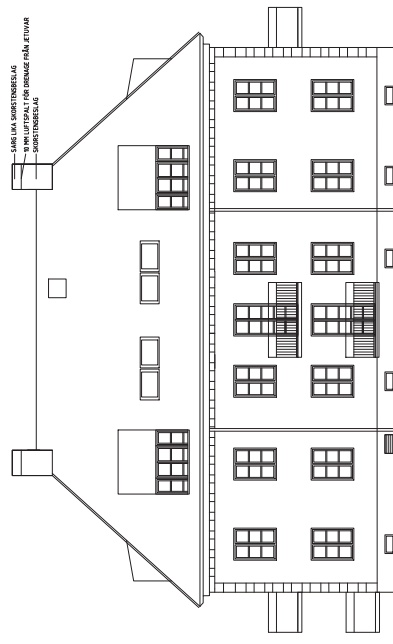 SARG LIKA SKORSTENSBESLAG
10 MM LUFTSPALT FÖR DRENAGE FRÅN JETUVAR
SKORSTENSBESLAG